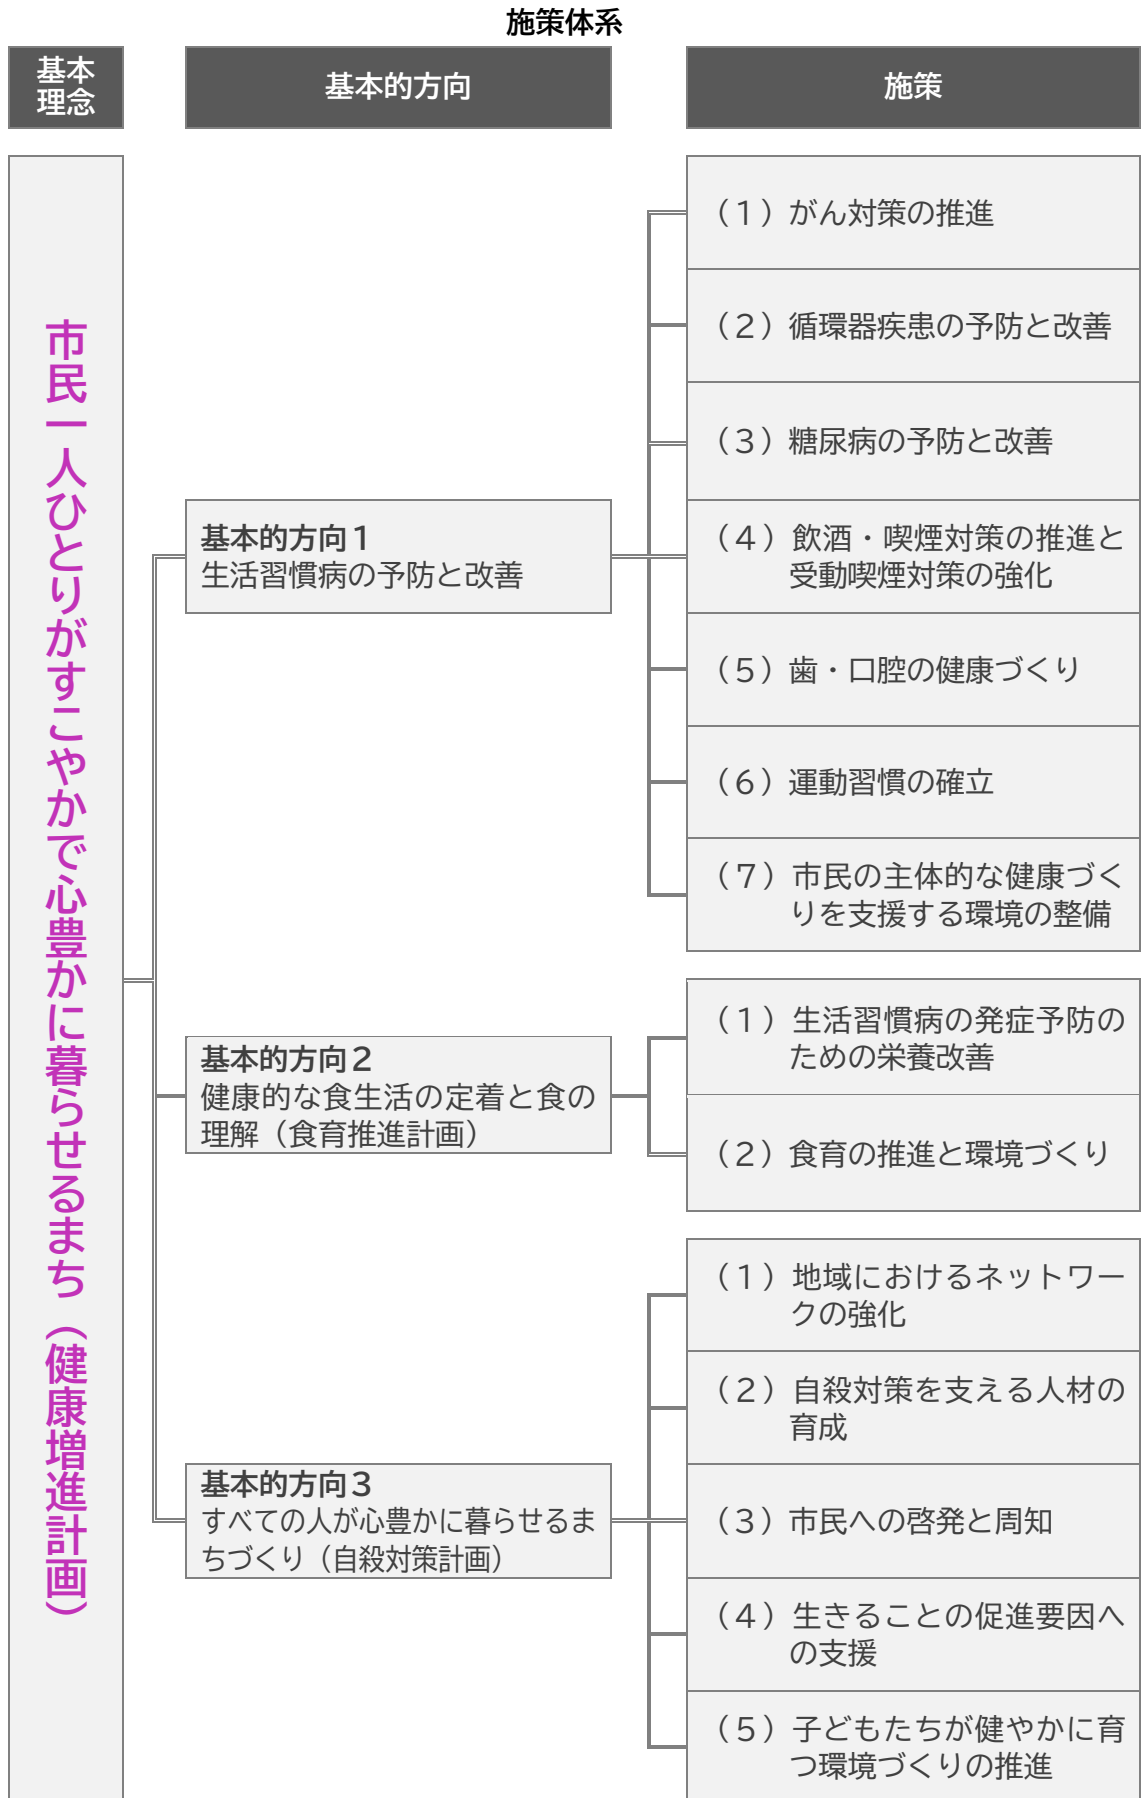 施策体系
基本
理念
基本的方向
施策
市民一人ひとりがすこやかで心豊かに暮らせるまち（健康増進計画）
基本的方向１
生活習慣病の予防と改善
（１）がん対策の推進
（２）循環器疾患の予防と改善
（３）糖尿病の予防と改善
（４）飲酒・喫煙対策の推進と
受動喫煙対策の強化
（５）歯・口腔の健康づくり
（６）運動習慣の確立
（７）市民の主体的な健康づく
りを支援する環境の整備
基本的方向２
健康的な食生活の定着と食の
理解（食育推進計画）
（１）生活習慣病の発症予防の
ための栄養改善
（２）食育の推進と環境づくり
基本的方向３
すべての人が心豊かに暮らせるま
ちづくり（自殺対策計画）
（１）地域におけるネットワー
クの強化
（２）自殺対策を支える人材の
育成
（３）市民への啓発と周知
（４）生きることの促進要因へ
の支援
（５）子どもたちが健やかに育
つ環境づくりの推進